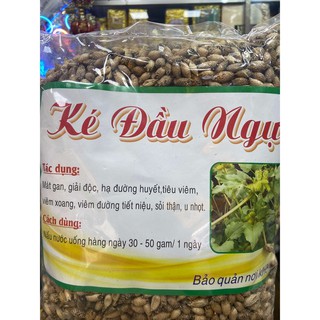 Ké Đầu Ngự
Tác dụng:
Mát gan, giải độc, hạ đường huyết,tiêu viêm,
viêm xoang, viêm đường tiết niệu, sỏi thận, u nhọt.
Cách dùng:
Nấu nước uống hàng ngày 30 - 50 gam/ 1 ngày
Bảo quản nơi